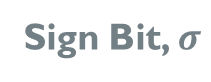 Sign Bit, σ